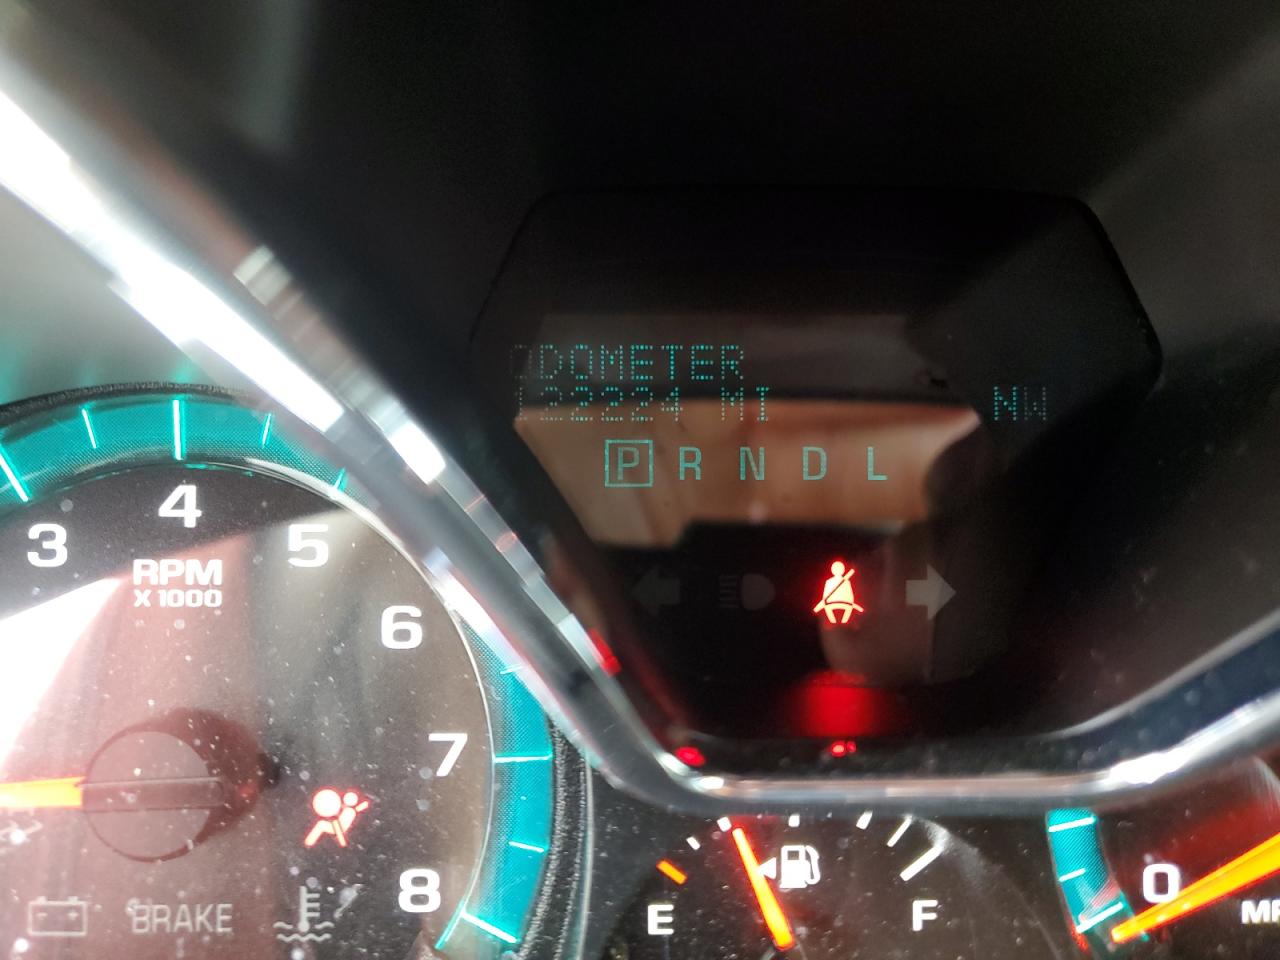 ODOMETER
122224 MI
NW
P R N D L
3
4
5
6
7
8
RPM
X 1000
BRAKE
E
F
0